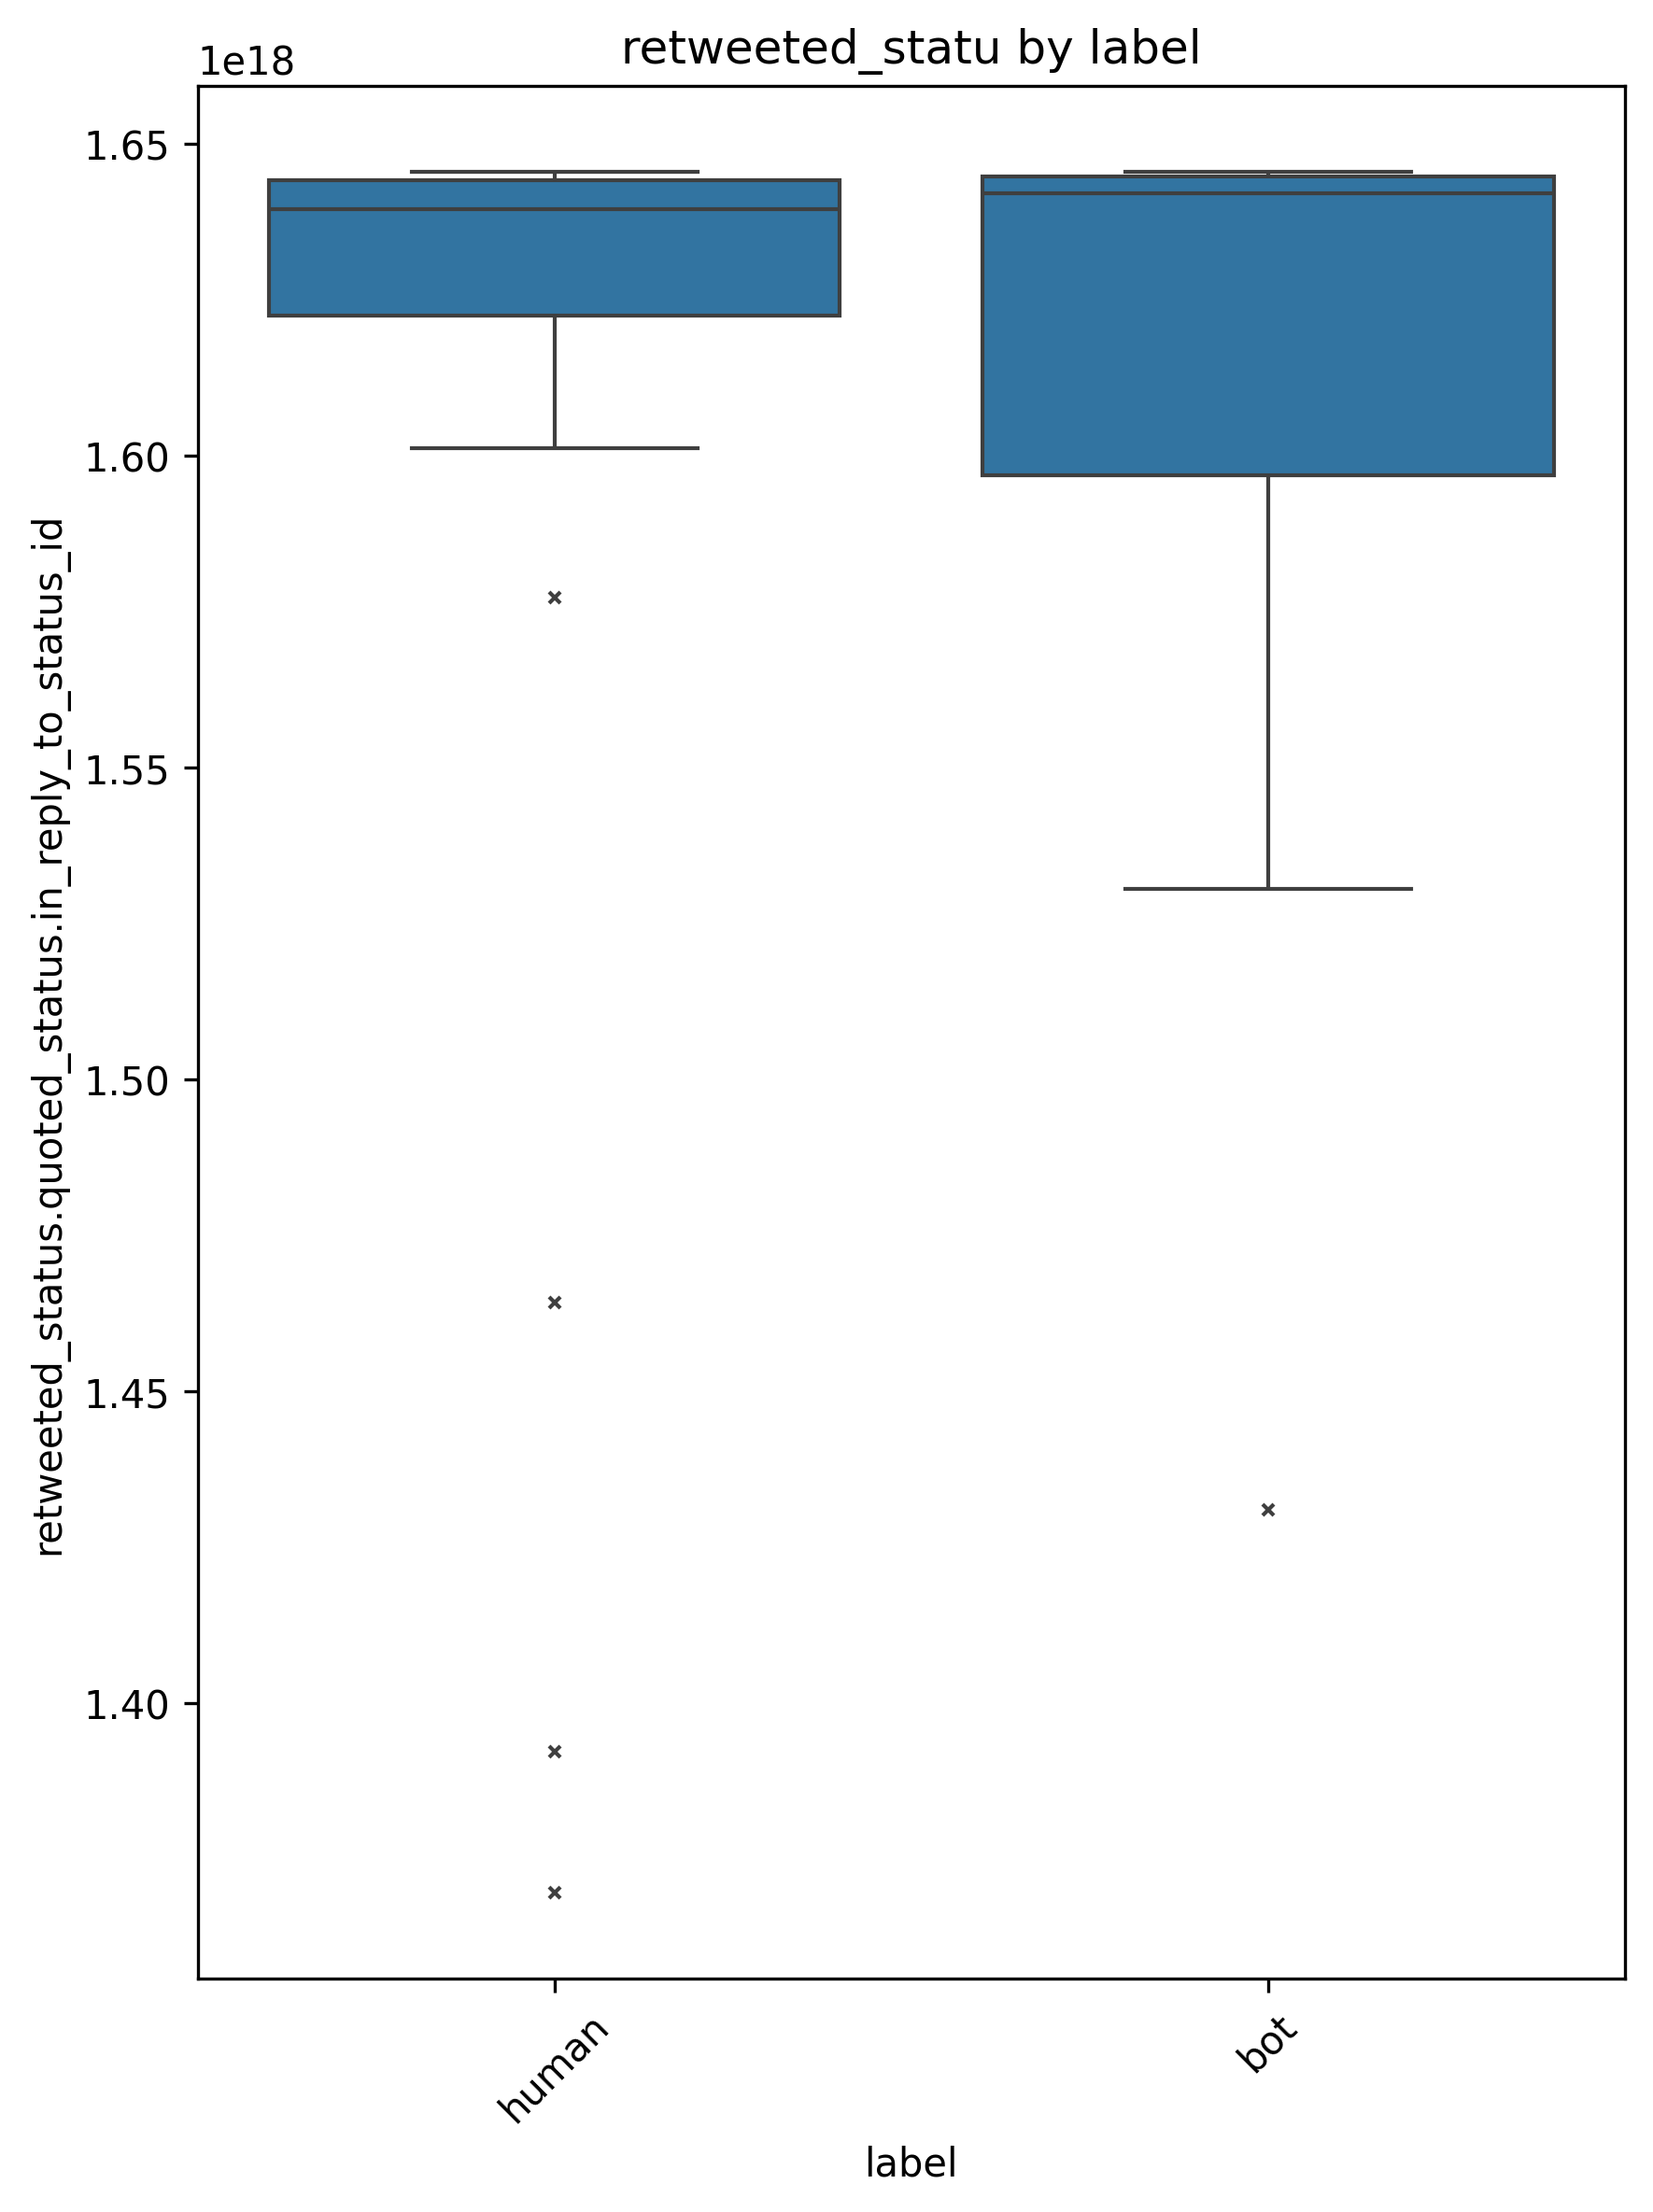 retweeted_statu by label
1e18
1.65
1.60
1.55
1.50
1.45
1.40
retweeted_status.quoted_status.in_reply_to_status_id
human
bot
label